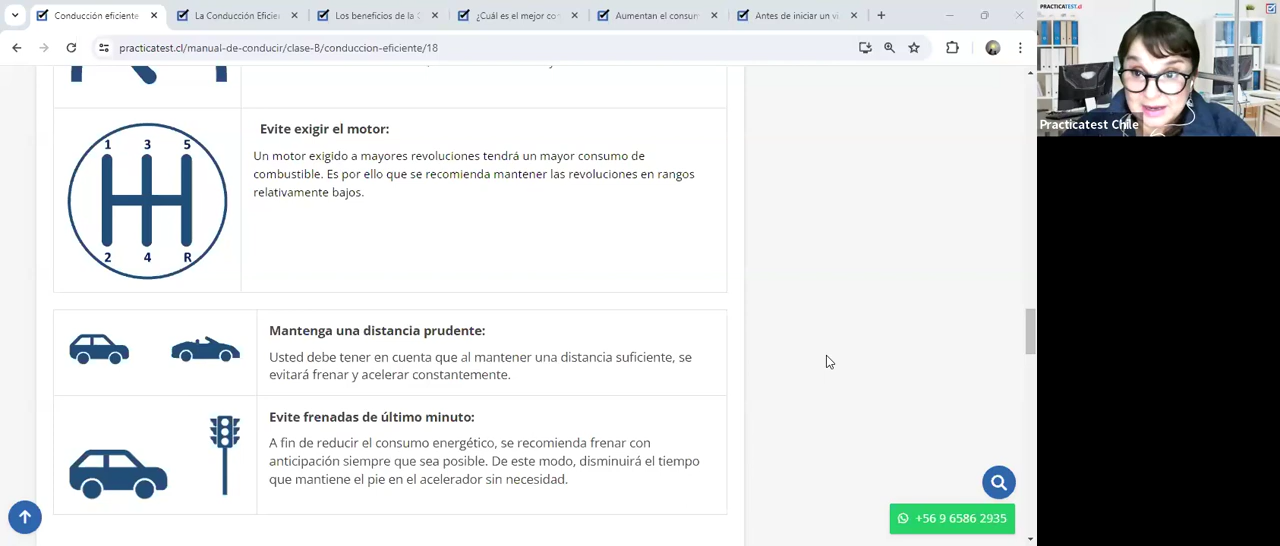 Conducción eficiente
La Conducción Eficien
Los beneficios de la C
¿Cuál es el mejor co
Aumentan el consum
Antes de iniciar un vi
practicatest.cl/manual-de-conducir/clase-B/conduccion-eficiente/18
PRACTICATEST.cl
Practicatest Chile
Evite exigir el motor:
1 3 5
2 4 R
Un motor exigido a mayores revoluciones tendrá un mayor consumo de
combustible. Es por ello que se recomienda mantener las revoluciones en rangos
relativamente bajos.
Mantenga una distancia prudente:
Usted debe tener en cuenta que al mantener una distancia suficiente, se
evitará frenar y acelerar constantemente.
Evite frenadas de último minuto:
A fin de reducir el consumo energético, se recomienda frenar con
anticipación siempre que sea posible. De este modo, disminuirá el tiempo
que mantiene el pie en el acelerador sin necesidad.
+56 9 6586 2935